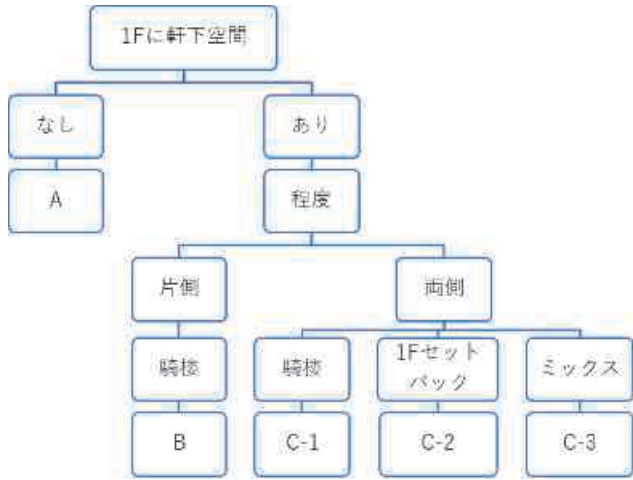 1Fに軒下空間
なし
あり
A
程度
片側
両側
騎楼
騎楼
1Fセット
バック
ミックス
B
C-1
C-2
C-3